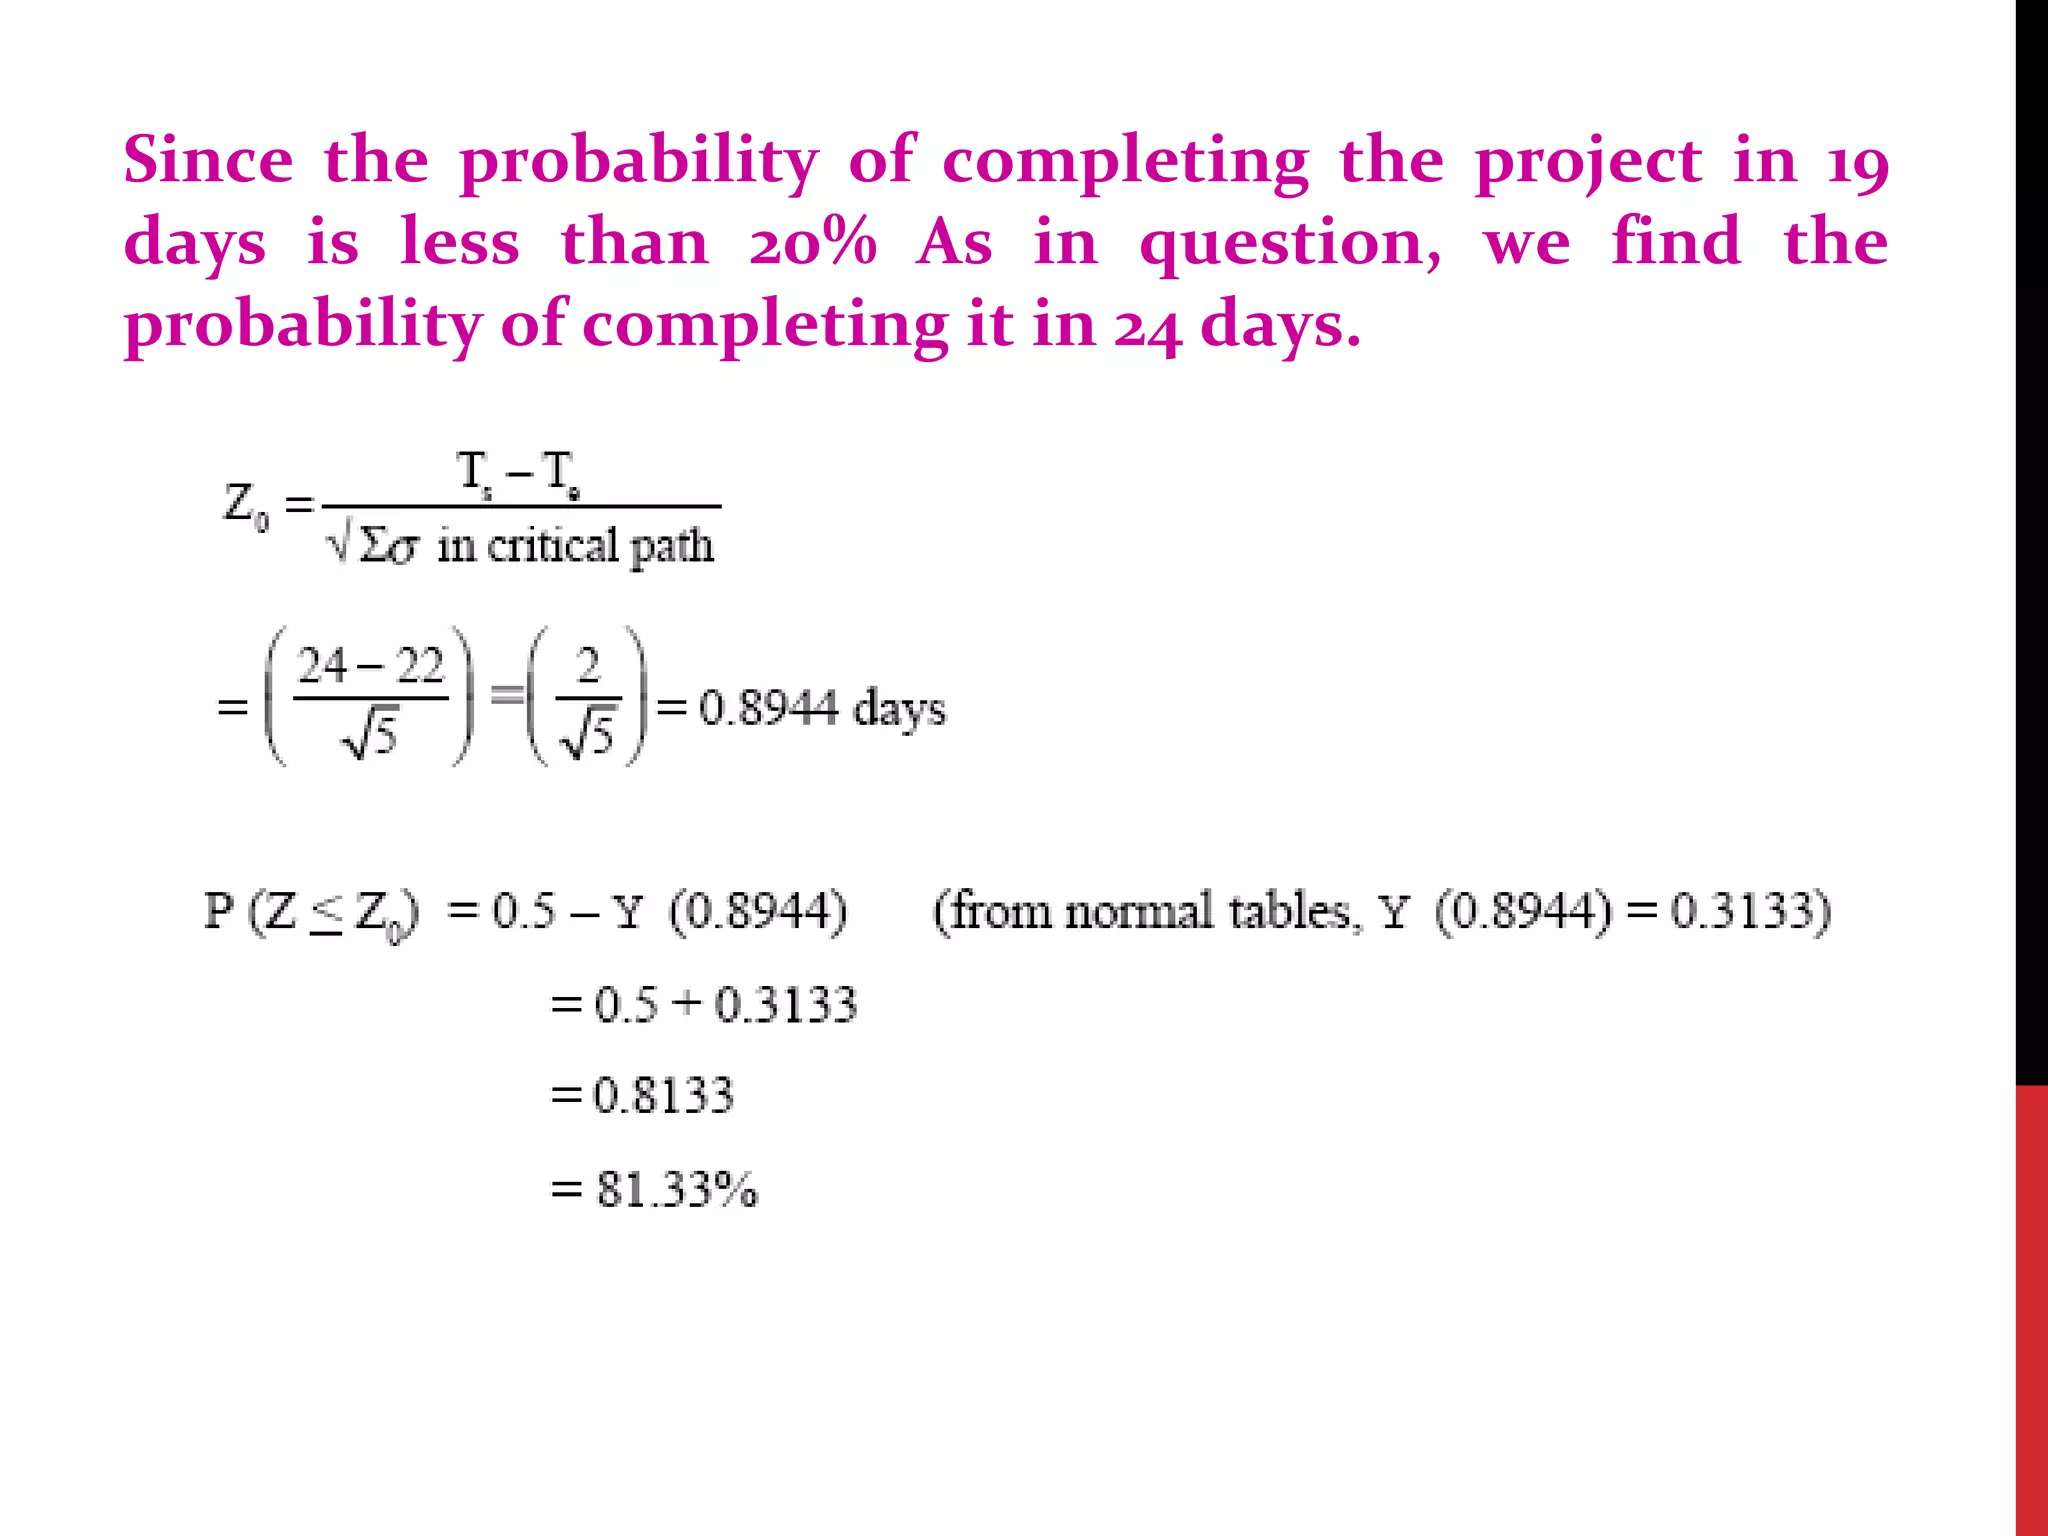 Since the probability of completing the project in 19
days is less than 20% As in question, we find the
probability of completing it in 24 days.
Z₀ = (Tₛ – Tₑ) / (√ Σσ in critical path)
= ((24 – 22) / √5) = (2 / √5) = 0.8944 days
P (Z ≤ Z₀) = 0.5 – Y (0.8944) (from normal tables, Y (0.8944) = 0.3133)
= 0.5 + 0.3133
= 0.8133
= 81.33%